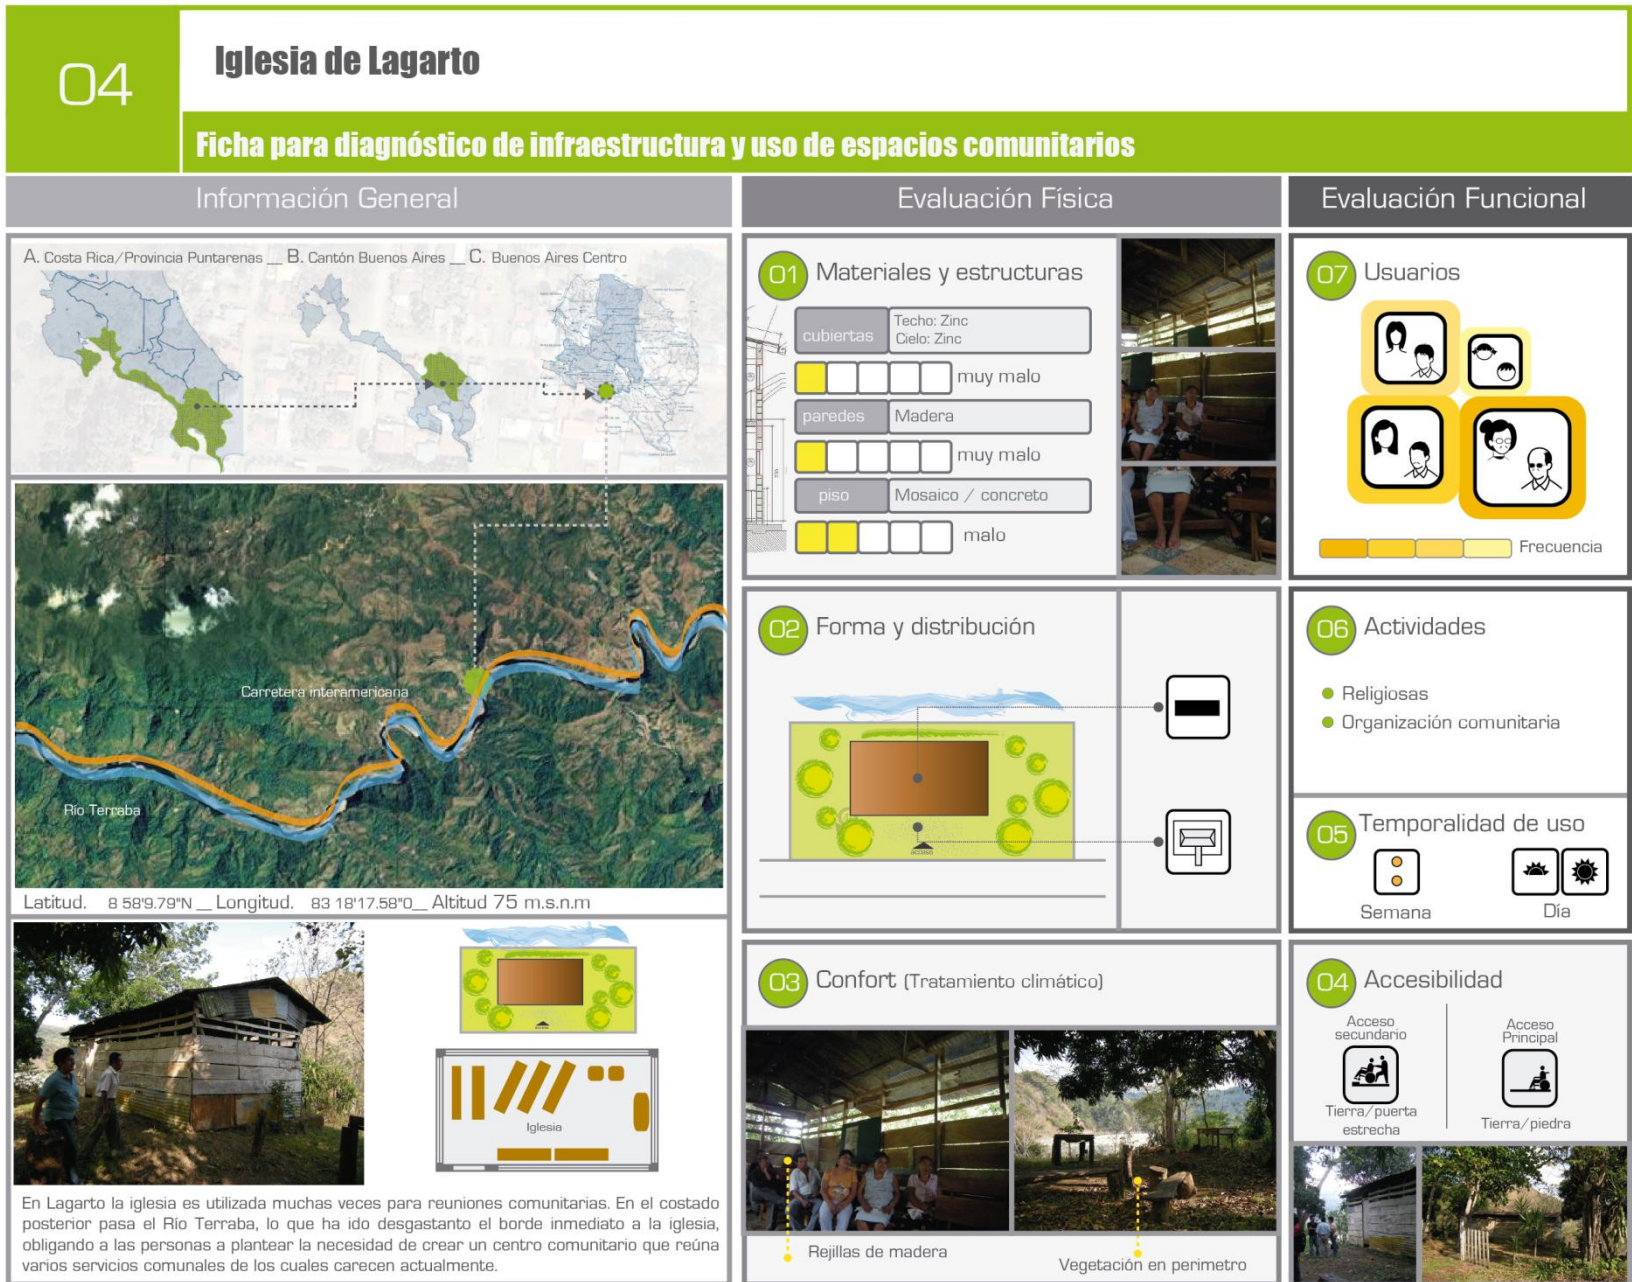 04
Iglesia de Lagarto
Ficha para diagnóstico de infraestructura y uso de espacios comunitarios
Información General
A. Costa Rica/Provincia Puntarenas __ B. Cantón Buenos Aires __ C. Buenos Aires Centro
Carretera interamericana
Río Terraba
Latitud. 8 58'9.79"N __ Longitud. 83 18'17.58"O__ Altitud 75 m.s.n.m
Iglesia
En Lagarto la iglesia es utilizada muchas veces para reuniones comunitarias. En el costado
posterior pasa el Río Terraba, lo que ha ido desgastanto el borde inmediato a la iglesia,
obligando a las personas a plantear la necesidad de crear un centro comunitario que reúna
varios servicios comunales de los cuales carecen actualmente.
Evaluación Física
01 Materiales y estructuras
cubiertas
Techo: Zinc
Cielo: Zinc
muy malo
paredes
Madera
muy malo
piso
Mosaico / concreto
malo
02 Forma y distribución
03 Confort (Tratamiento climático)
Rejillas de madera
Vegetación en perimetro
Evaluación Funcional
07 Usuarios
Frecuencia
06 Actividades
Religiosas
Organización comunitaria
05 Temporalidad de uso
Semana
Día
04 Accesibilidad
Acceso
secundario
Tierra/puerta
estrecha
Acceso
Principal
Tierra/piedra